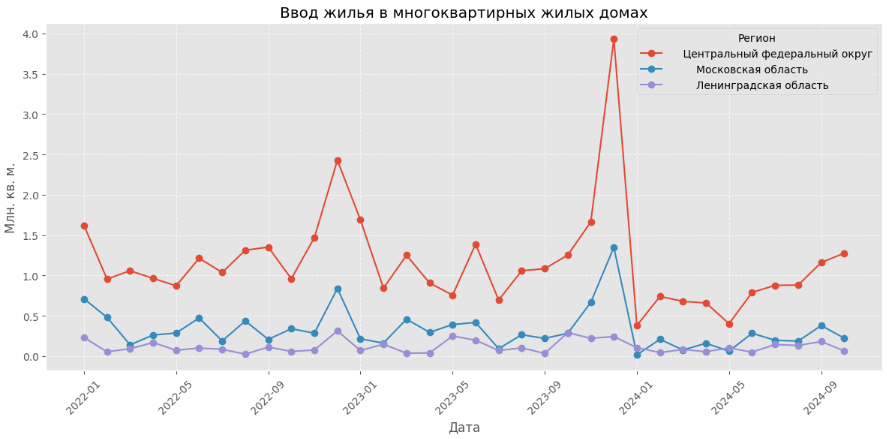 Ввод жилья в многоквартирных жилых домах
Регион
Центральный федеральный округ
Московская область
Ленинградская область
Млн. кв. м.
4.0
3.5
3.0
2.5
2.0
1.5
1.0
0.5
0.0
2022-01
2022-05
2022-09
2023-01
2023-05
2023-09
2024-01
2024-05
2024-09
Дата